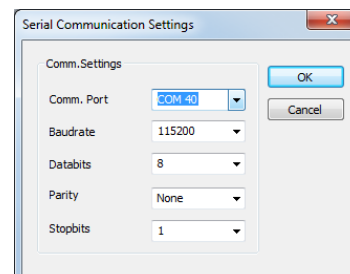 Serial Communication Settings
Comm.Settings
OK
Comm. Port COM 40
Cancel
Baudrate 115200
Databits 8
Parity None
Stopbits 1